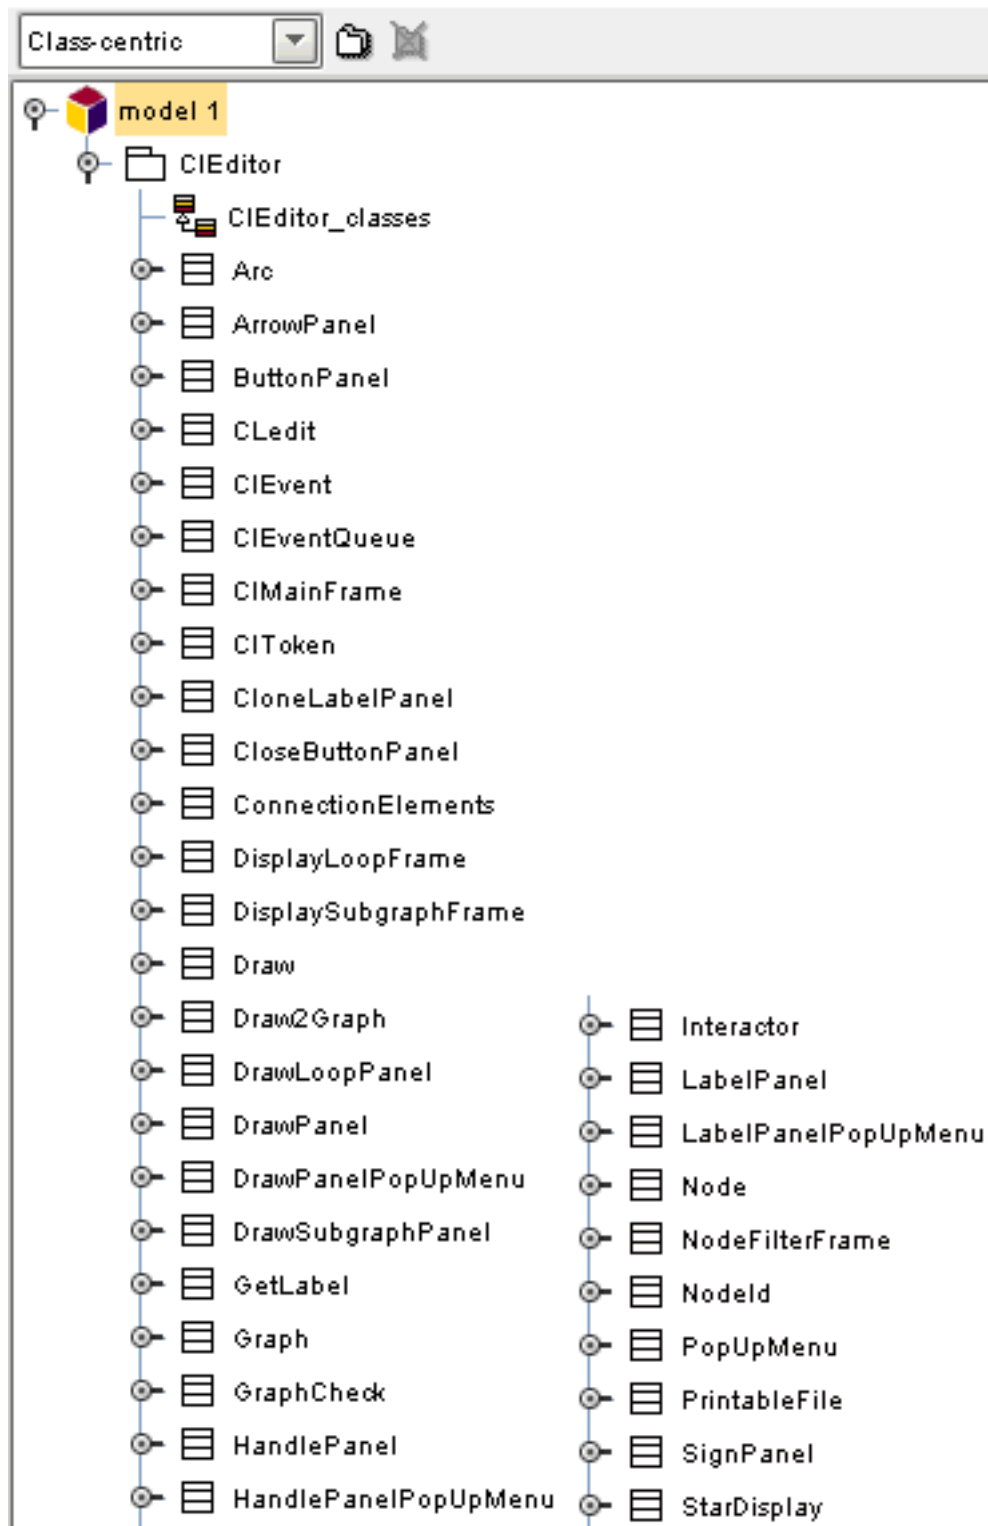 Class-centric
model 1
ClEditor
ClEditor_classes
Arc
ArrowPanel
ButtonPanel
CLedit
ClEvent
ClEventQueue
ClMainFrame
ClToken
CloneLabelPanel
CloseButtonPanel
ConnectionElements
DisplayLoopFrame
DisplaySubgraphFrame
Draw
Draw2Graph
DrawLoopPanel
DrawPanel
DrawPanelPopUpMenu
DrawSubgraphPanel
GetLabel
Graph
GraphCheck
HandlePanel
HandlePanelPopUpMenu
Interactor
LabelPanel
LabelPanelPopUpMenu
Node
NodeFilterFrame
NodeId
PopUpMenu
PrintableFile
SignPanel
StarDisplay